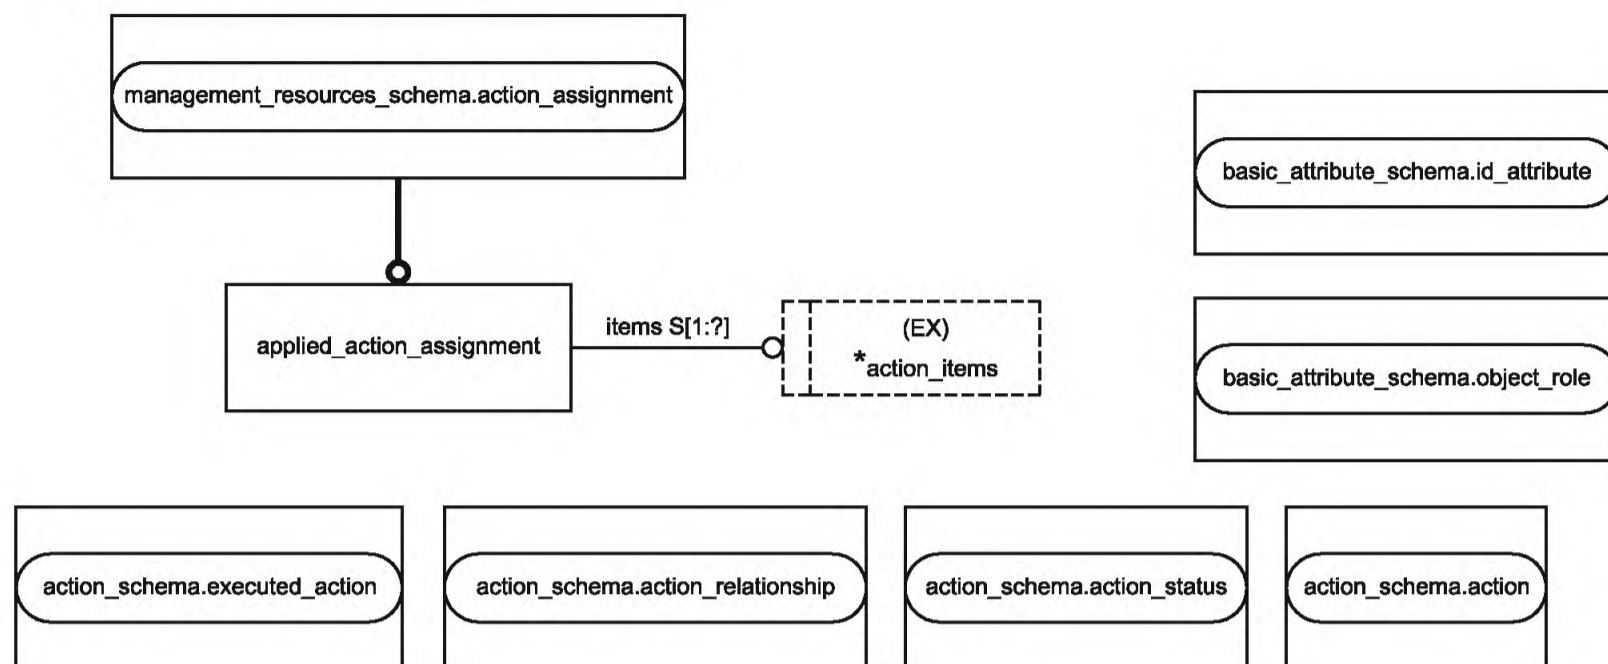 management_resources_schema.action_assignment
basic_attribute_schema.id_attribute
applied_action_assignment
items S[1:?]
(EX)
*action_items
basic_attribute_schema.object_role
action_schema.executed_action
action_schema.action_relationship
action_schema.action_status
action_schema.action